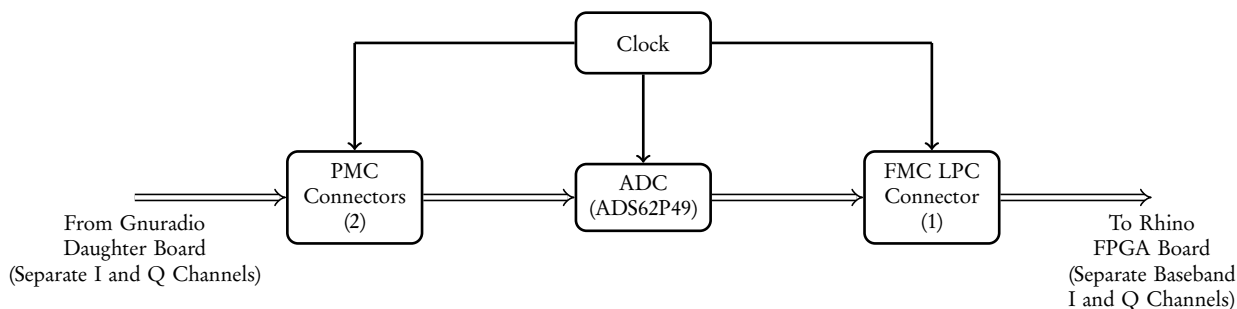 Clock
PMC
Connectors
(2)
ADC
(ADS62P49)
FMC LPC
Connector
(1)
From Gnuradio
Daughter Board
(Separate I and Q Channels)
To Rhino
FPGA Board
(Separate Baseband
I and Q Channels)